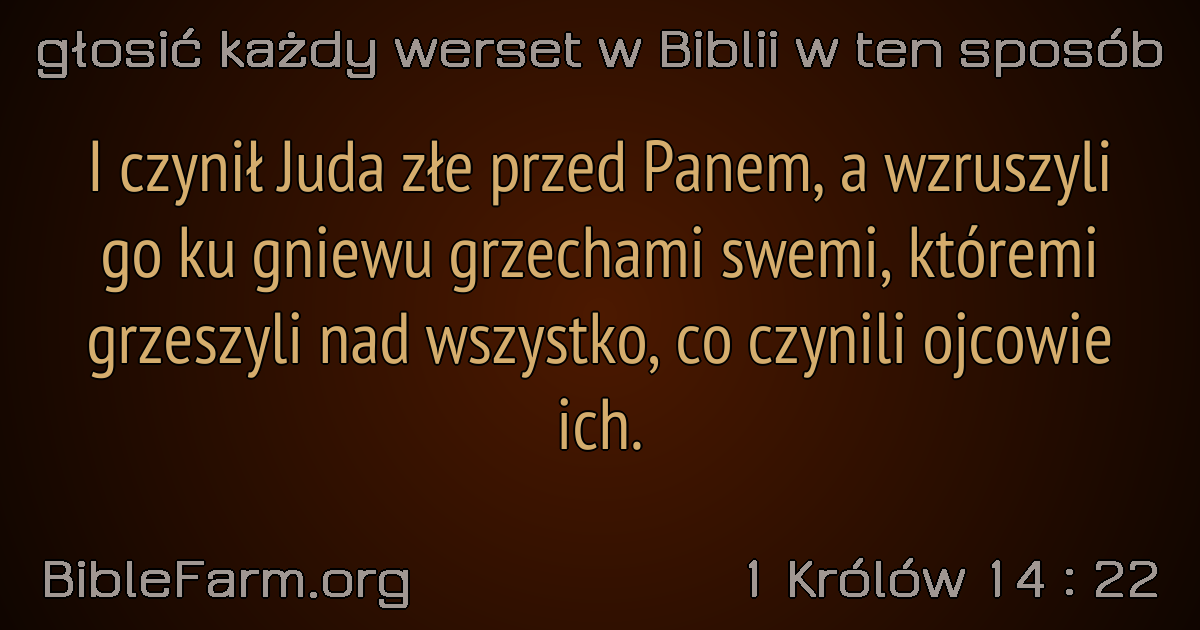 głosić każdy werset w Biblii w ten sposób
I czynił Juda złe przed Panem, a wzruszyli
go ku gniewu grzechami swemi, któremi
grzeszyli nad wszystko, co czynili ojcowie
ich.
BibleFarm.org
1 Królów 14 : 22